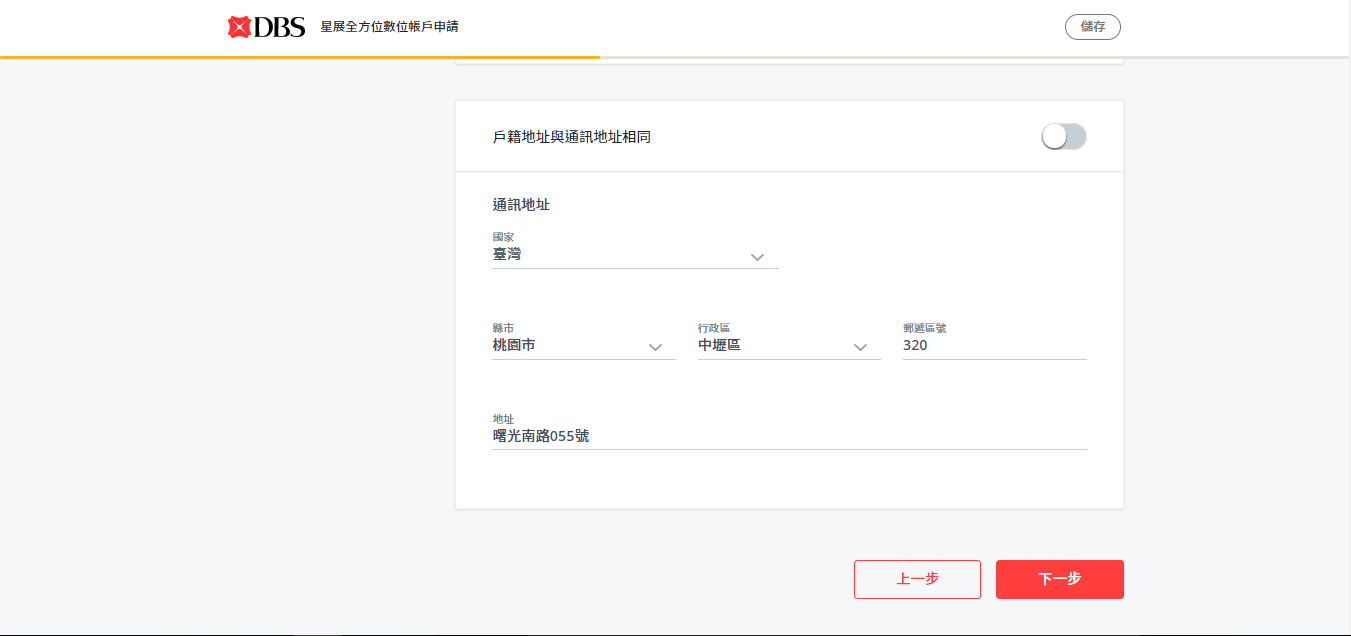 DBS 星展全方位數位帳戶申請 儲存
戶籍地址與通訊地址相同
通訊地址
國家
臺灣
縣市 行政區 郵遞區號
桃園市 中壢區 320
地址
曙光南路055號
上一步 下一步